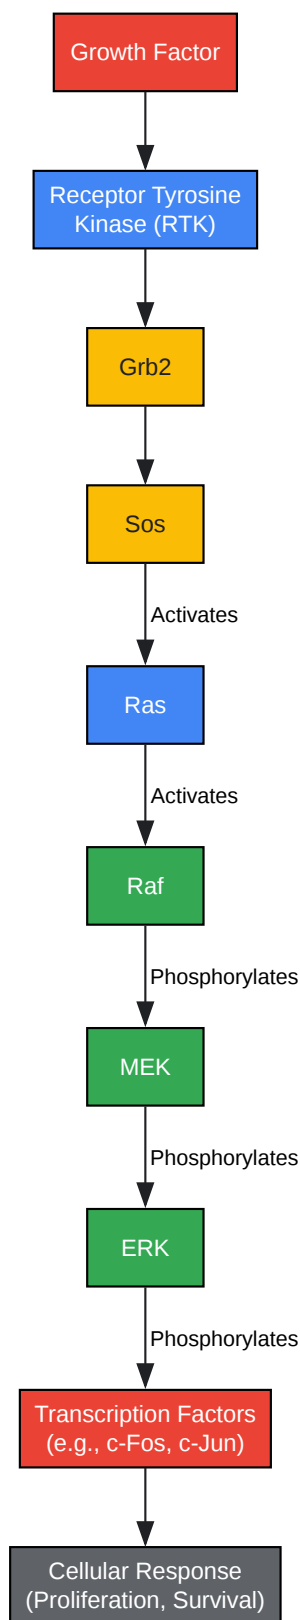 Growth Factor
Receptor Tyrosine
Kinase (RTK)
Grb2
Sos
Activates
Ras
Activates
Raf
Phosphorylates
MEK
Phosphorylates
ERK
Phosphorylates
Transcription Factors
(e.g., c-Fos, c-Jun)
Cellular Response
(Proliferation, Survival)